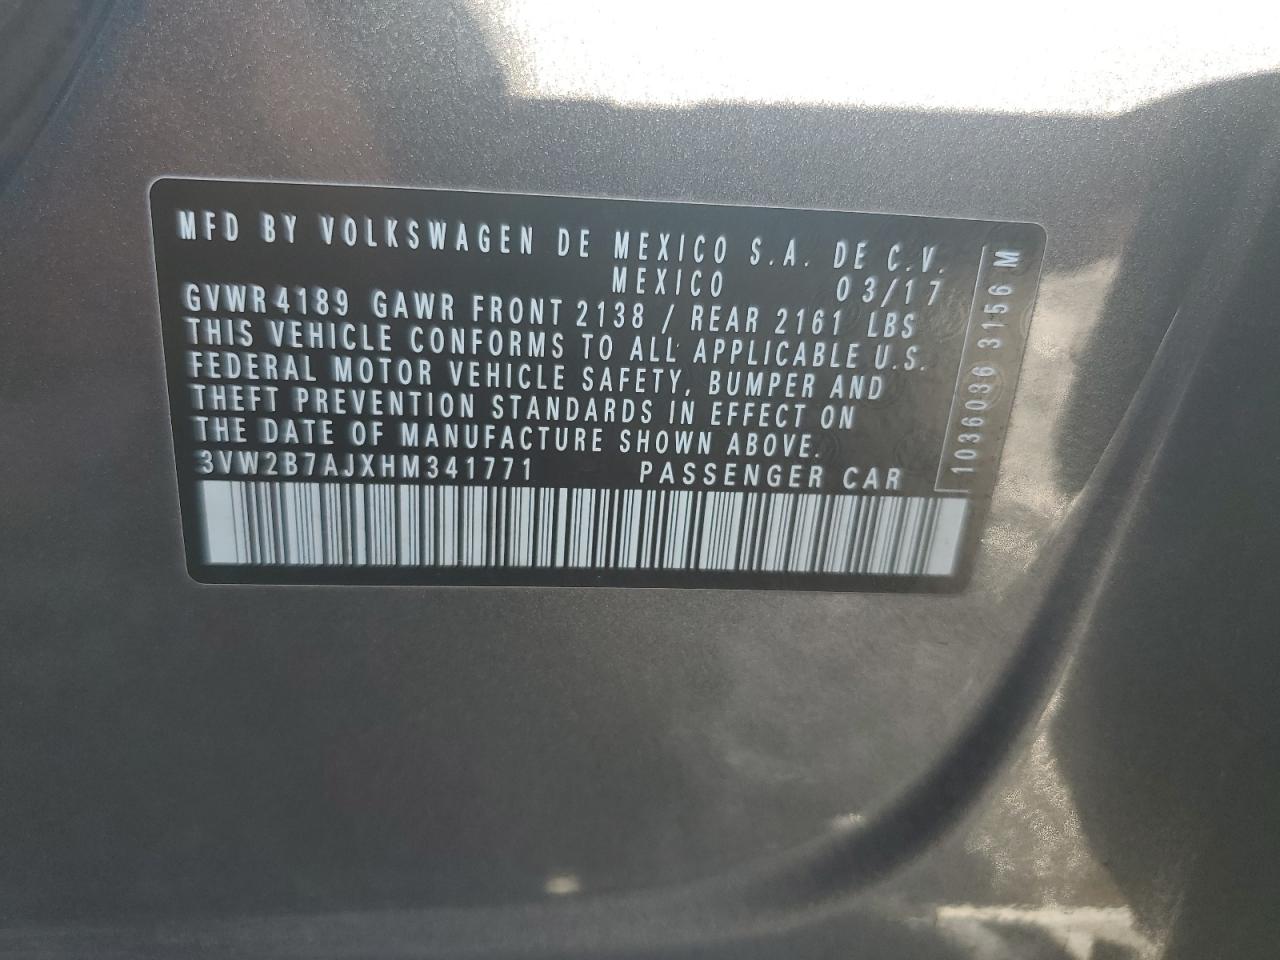 MFD BY VOLKSWAGEN DE MEXICO S.A. DE C.V.
MEXICO 03/17
GVWR 4189 GAWR FRONT 2138 / REAR 2161 LBS
THIS VEHICLE CONFORMS TO ALL APPLICABLE U.S.
FEDERAL MOTOR VEHICLE SAFETY, BUMPER AND
THEFT PREVENTION STANDARDS IN EFFECT ON
THE DATE OF MANUFACTURE SHOWN ABOVE.
3VW2B7AJXHM341771 PASSENGER CAR
1036036 3156 M